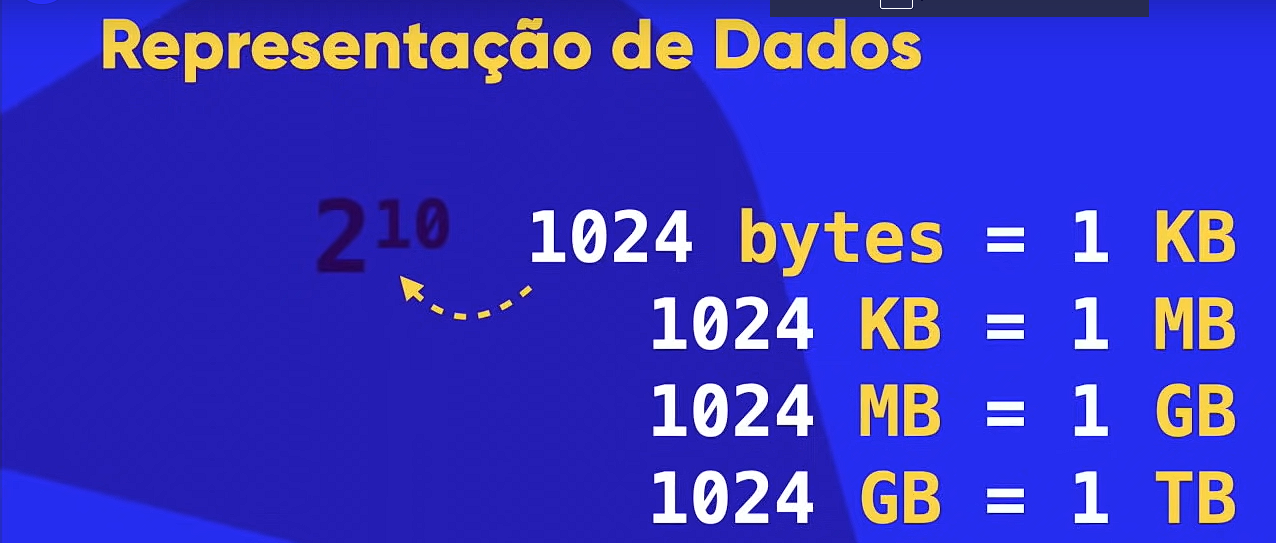 Representação de Dados
2¹⁰ 1024 bytes = 1 KB
1024 KB = 1 MB
1024 MB = 1 GB
1024 GB = 1 TB